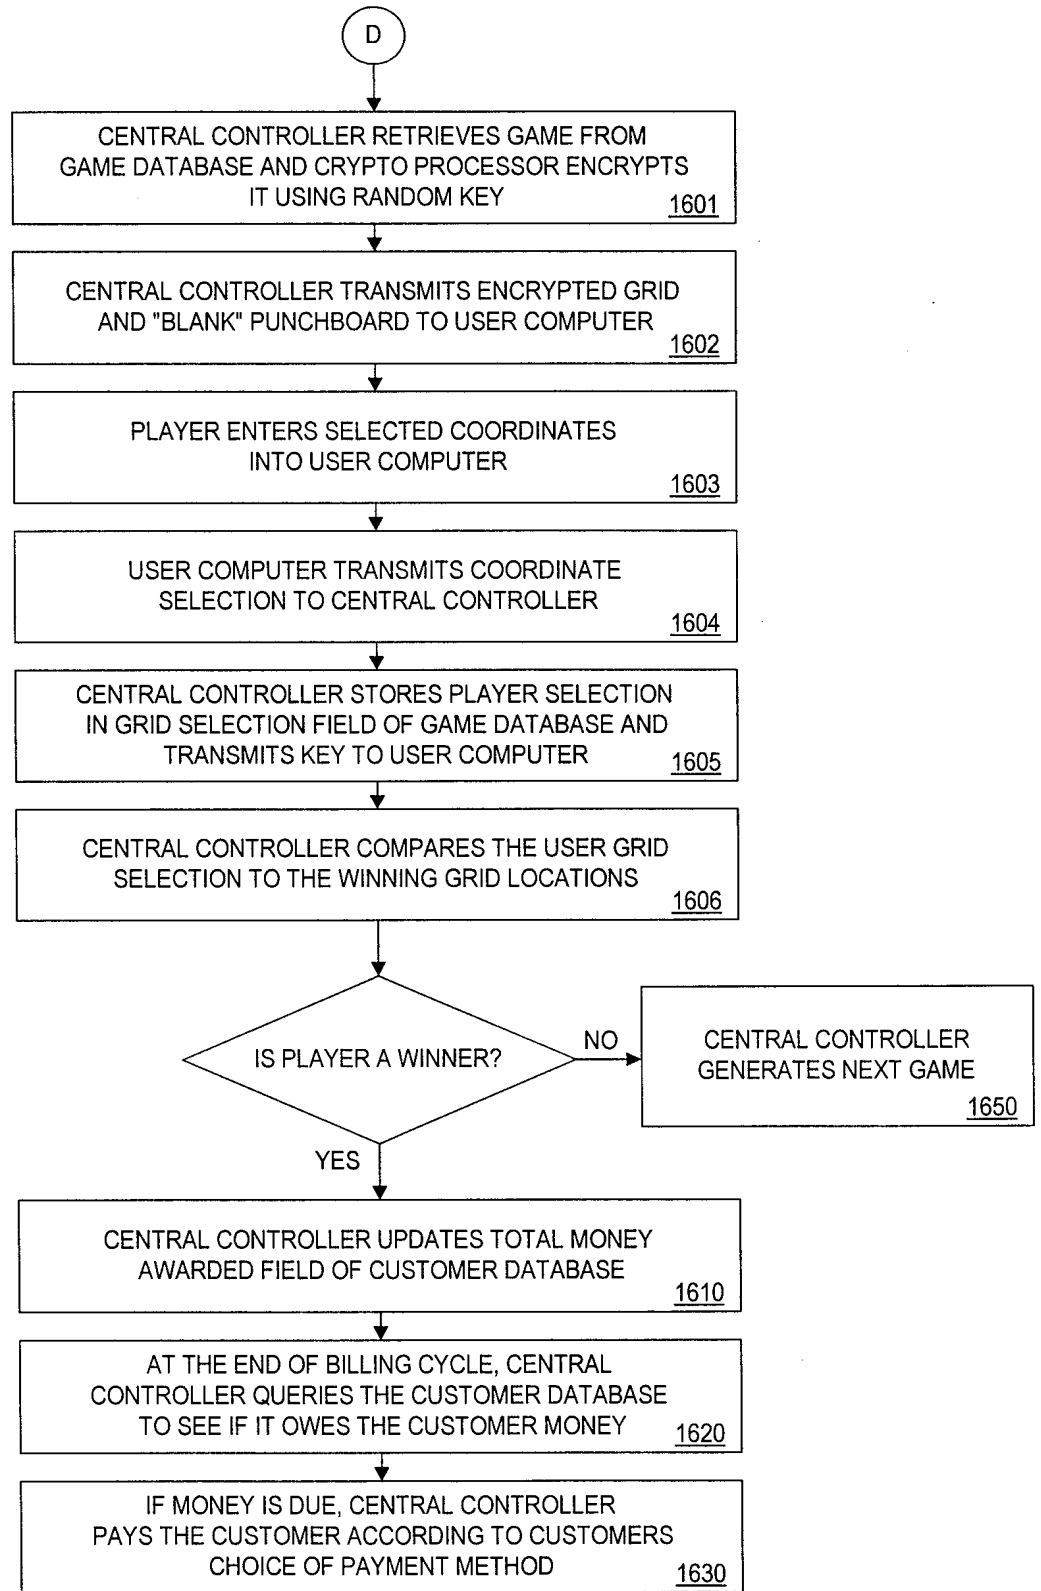 D
CENTRAL CONTROLLER RETRIEVES GAME FROM
GAME DATABASE AND CRYPTO PROCESSOR ENCRYPTS
IT USING RANDOM KEY
1601
CENTRAL CONTROLLER TRANSMITS ENCRYPTED GRID
AND "BLANK" PUNCHBOARD TO USER COMPUTER
1602
PLAYER ENTERS SELECTED COORDINATES
INTO USER COMPUTER
1603
USER COMPUTER TRANSMITS COORDINATE
SELECTION TO CENTRAL CONTROLLER
1604
CENTRAL CONTROLLER STORES PLAYER SELECTION
IN GRID SELECTION FIELD OF GAME DATABASE AND
TRANSMITS KEY TO USER COMPUTER
1605
CENTRAL CONTROLLER COMPARES THE USER GRID
SELECTION TO THE WINNING GRID LOCATIONS
1606
IS PLAYER A WINNER?
NO
CENTRAL CONTROLLER
GENERATES NEXT GAME
1650
YES
CENTRAL CONTROLLER UPDATES TOTAL MONEY
AWARDED FIELD OF CUSTOMER DATABASE
1610
AT THE END OF BILLING CYCLE, CENTRAL
CONTROLLER QUERIES THE CUSTOMER DATABASE
TO SEE IF IT OWES THE CUSTOMER MONEY
1620
IF MONEY IS DUE, CENTRAL CONTROLLER
PAYS THE CUSTOMER ACCORDING TO CUSTOMERS
CHOICE OF PAYMENT METHOD
1630